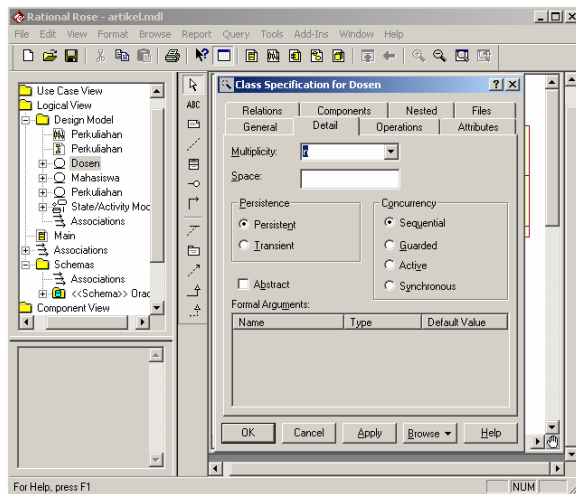 Rational Rose - artikel.mdl
File Edit View Format Browse Report Query Tools Add-Ins Window Help
Use Case View
Logical View
Design Model
Perkuliahan
Perkuliahan
Dosen
Mahasiswa
Perkuliahan
State/Activity Moc
Associations
Main
Associations
Schemas
Associations
<<Schema>> Orac
Component View
ABC
Class Specification for Dosen
Relations Components Nested Files
General Detail Operations Attributes
Multiplicity: n
Space:
Persistence
Persistent
Transient
Abstract
Concurrency
Sequential
Guarded
Active
Synchronous
Formal Arguments:
Name Type Default Value
OK Cancel Apply Browse Help
For Help, press F1 NUM